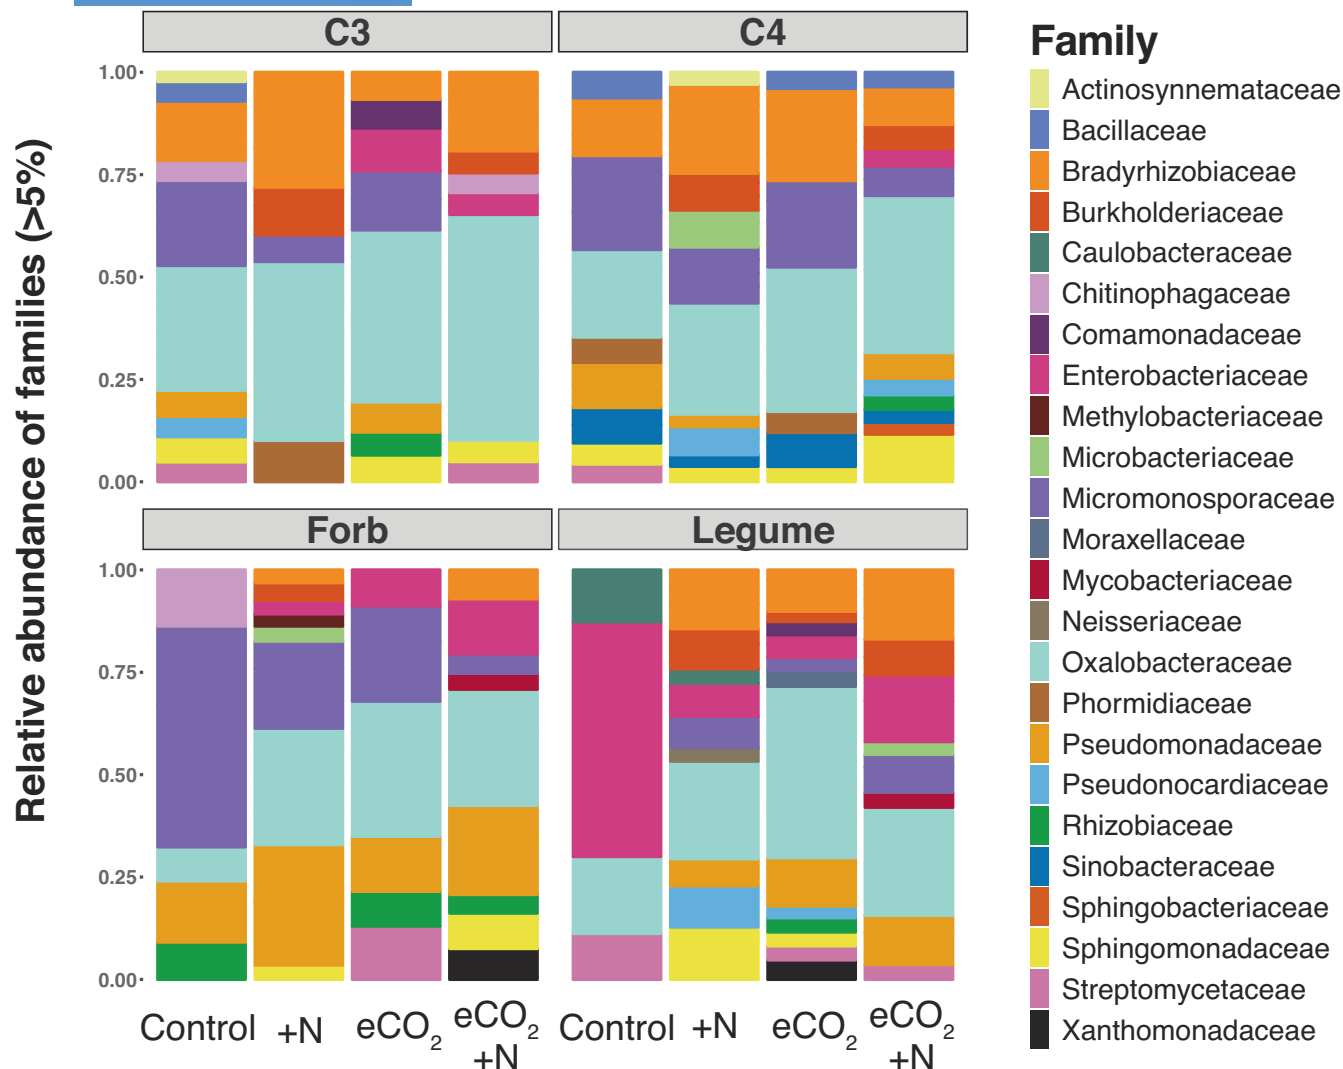 C3
C4
Family
Relative abundance of families (>5%)
1.00
0.75
0.50
0.25
0.00
Forb
Legume
1.00
0.75
0.50
0.25
0.00
Control
+N
eCO₂
eCO₂
+N
Control
+N
eCO₂
eCO₂
+N
Actinosynnemataceae
Bacillaceae
Bradyrhizobiaceae
Burkholderiaceae
Caulobacteraceae
Chitinophagaceae
Comamonadaceae
Enterobacteriaceae
Methylobacteriaceae
Microbacteriaceae
Micromonosporaceae
Moraxellaceae
Mycobacteriaceae
Neisseriaceae
Oxalobacteraceae
Phormidiaceae
Pseudomonadaceae
Pseudonocardiaceae
Rhizobiaceae
Sinobacteraceae
Sphingobacteriaceae
Sphingomonadaceae
Streptomycetaceae
Xanthomonadaceae